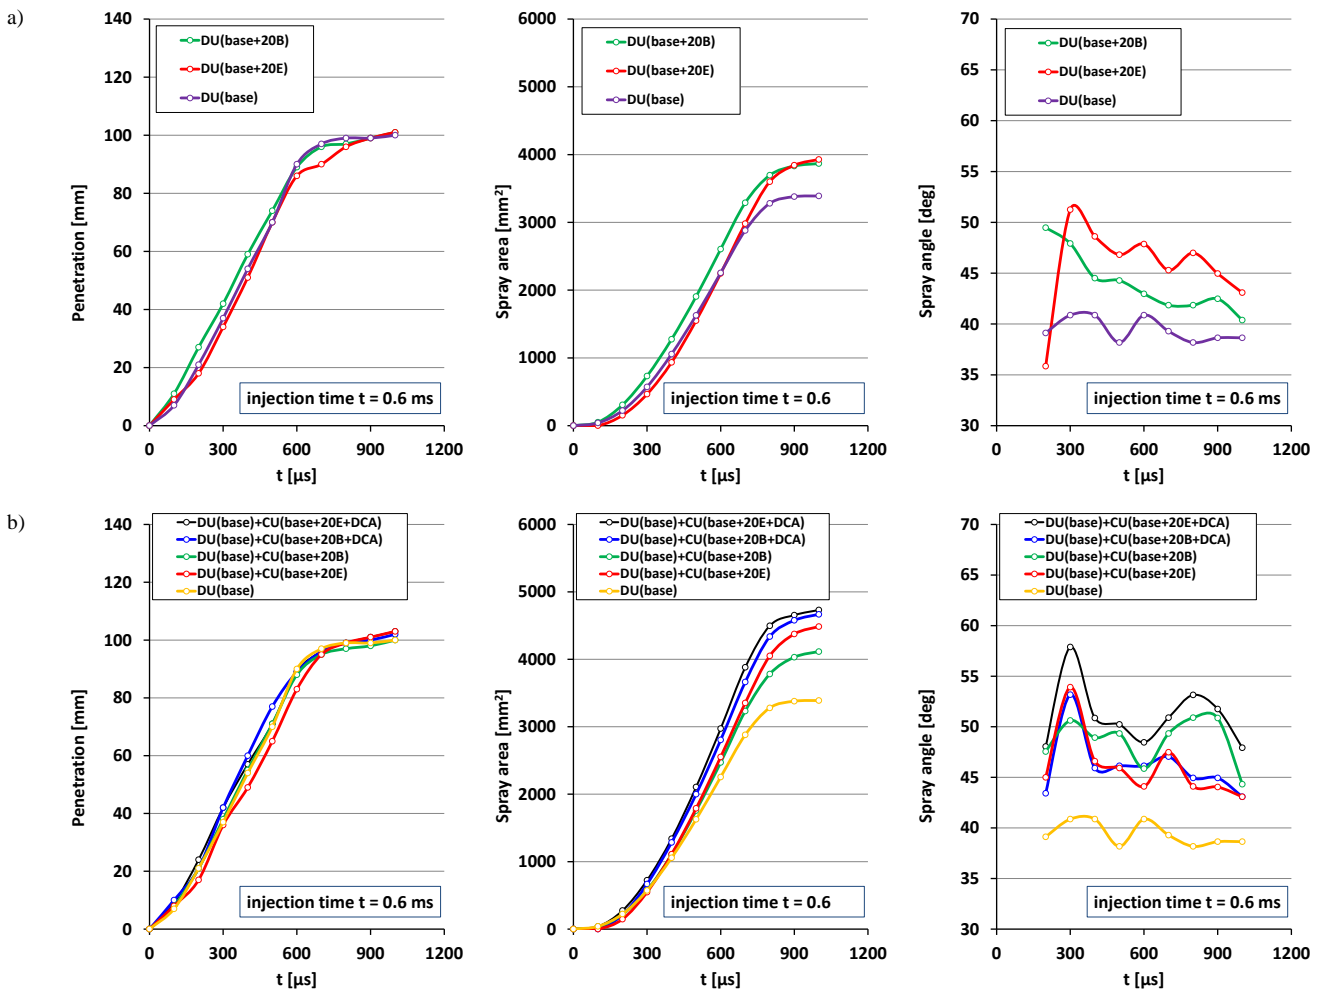 a)
140
120
100
80
60
40
20
0
Penetration [mm]
DU(base+20B)
DU(base+20E)
DU(base)
injection time t = 0.6 ms
0 300 600 900 1200
t [µs]
6000
5000
4000
3000
2000
1000
0
Spray area [mm²]
DU(base+20B)
DU(base+20E)
DU(base)
injection time t = 0.6
0 300 600 900 1200
t [µs]
70
65
60
55
50
45
40
35
30
Spray angle [deg]
DU(base+20B)
DU(base+20E)
DU(base)
injection time t = 0.6 ms
0 300 600 900 1200
t [µs]
b)
140
120
100
80
60
40
20
0
Penetration [mm]
DU(base)+CU(base+20E+DCA)
DU(base)+CU(base+20B+DCA)
DU(base)+CU(base+20B)
DU(base)+CU(base+20E)
DU(base)
injection time t = 0.6 ms
0 300 600 900 1200
t [µs]
6000
5000
4000
3000
2000
1000
0
Spray area [mm²]
DU(base)+CU(base+20E+DCA)
DU(base)+CU(base+20B+DCA)
DU(base)+CU(base+20B)
DU(base)+CU(base+20E)
DU(base)
injection time t = 0.6
0 300 600 900 1200
t [µs]
70
65
60
55
50
45
40
35
30
Spray angle [deg]
DU(base)+CU(base+20E+DCA)
DU(base)+CU(base+20B+DCA)
DU(base)+CU(base+20B)
DU(base)+CU(base+20E)
DU(base)
injection time t = 0.6 ms
0 300 600 900 1200
t [µs]